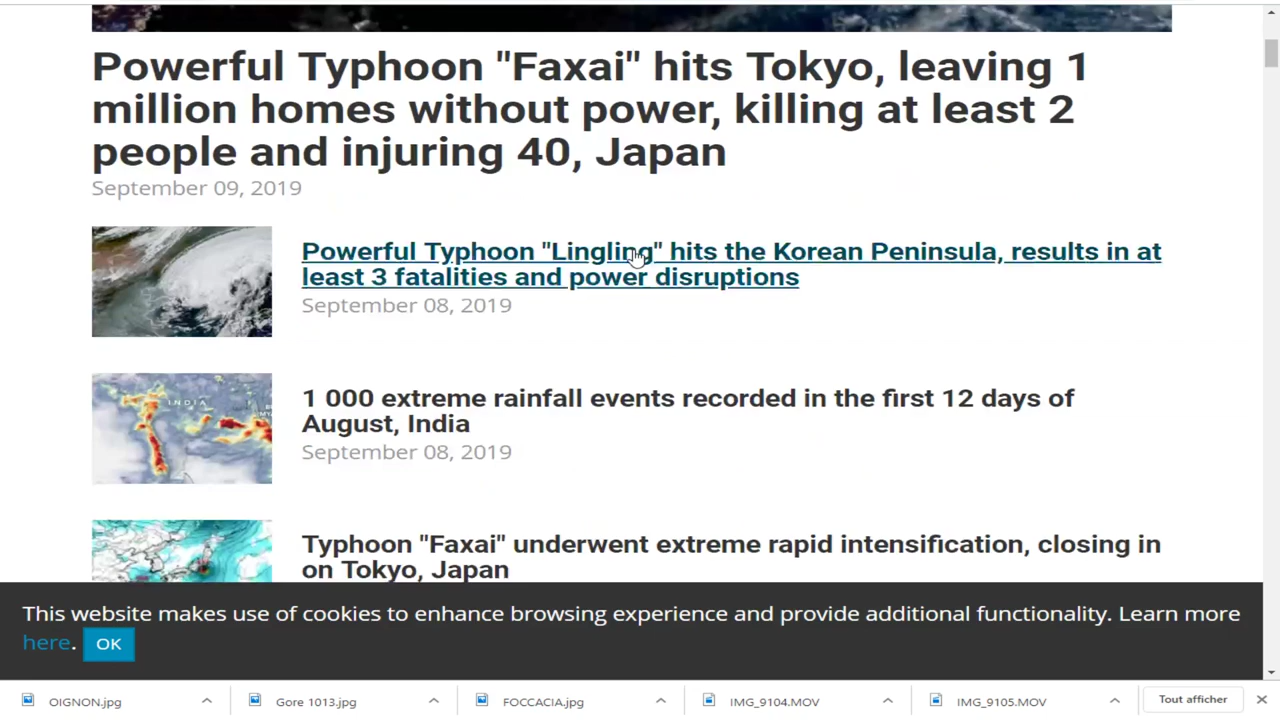 Powerful Typhoon "Faxai" hits Tokyo, leaving 1
million homes without power, killing at least 2
people and injuring 40, Japan
September 09, 2019
Powerful Typhoon "Lingling" hits the Korean Peninsula, results in at
least 3 fatalities and power disruptions
September 08, 2019
INDIA
1 000 extreme rainfall events recorded in the first 12 days of
August, India
September 08, 2019
Typhoon "Faxai" underwent extreme rapid intensification, closing in
on Tokyo, Japan
This website makes use of cookies to enhance browsing experience and provide additional functionality. Learn more
here. OK
OIGNON.jpg
Gore 1013.jpg
FOCCACIA.jpg
IMG_9104.MOV
IMG_9105.MOV
Tout afficher